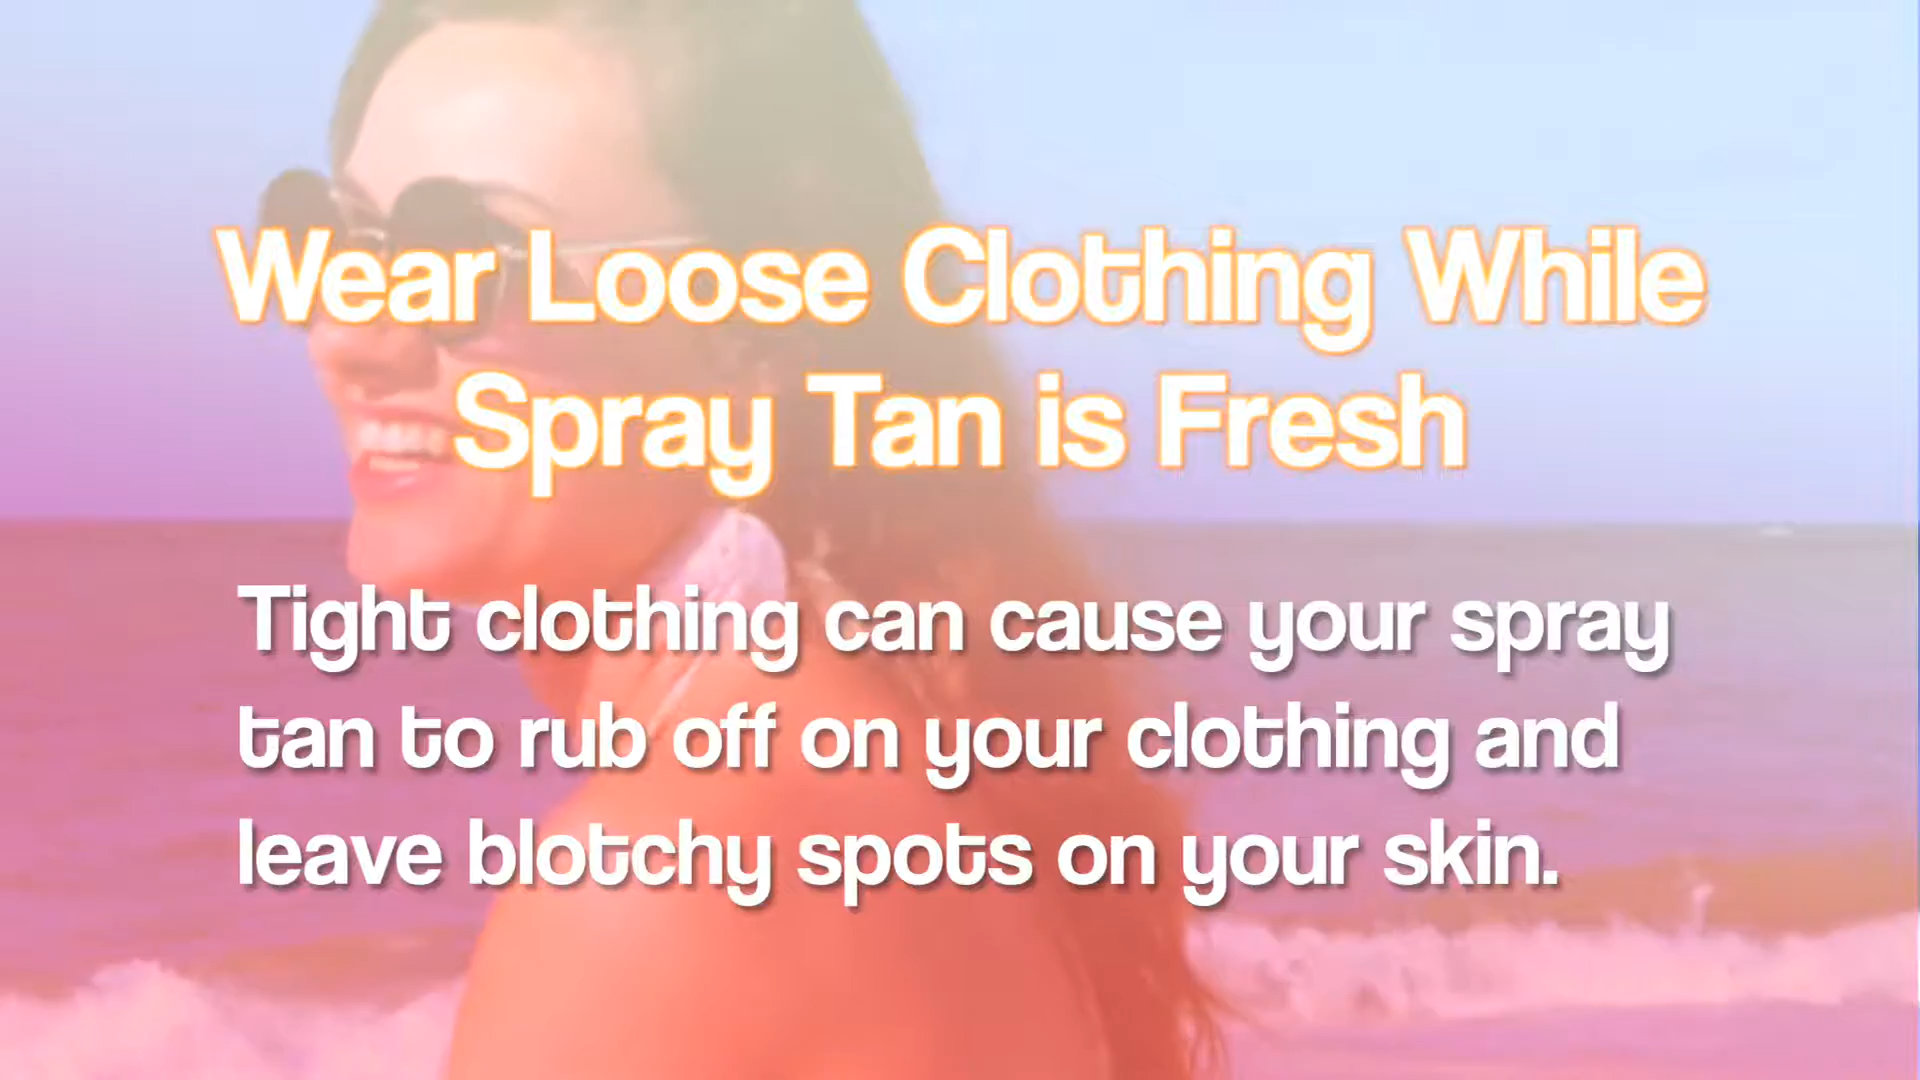 Wear Loose Clothing While
Spray Tan is Fresh
Tight clothing can cause your spray
tan to rub off on your clothing and
leave blotchy spots on your skin.